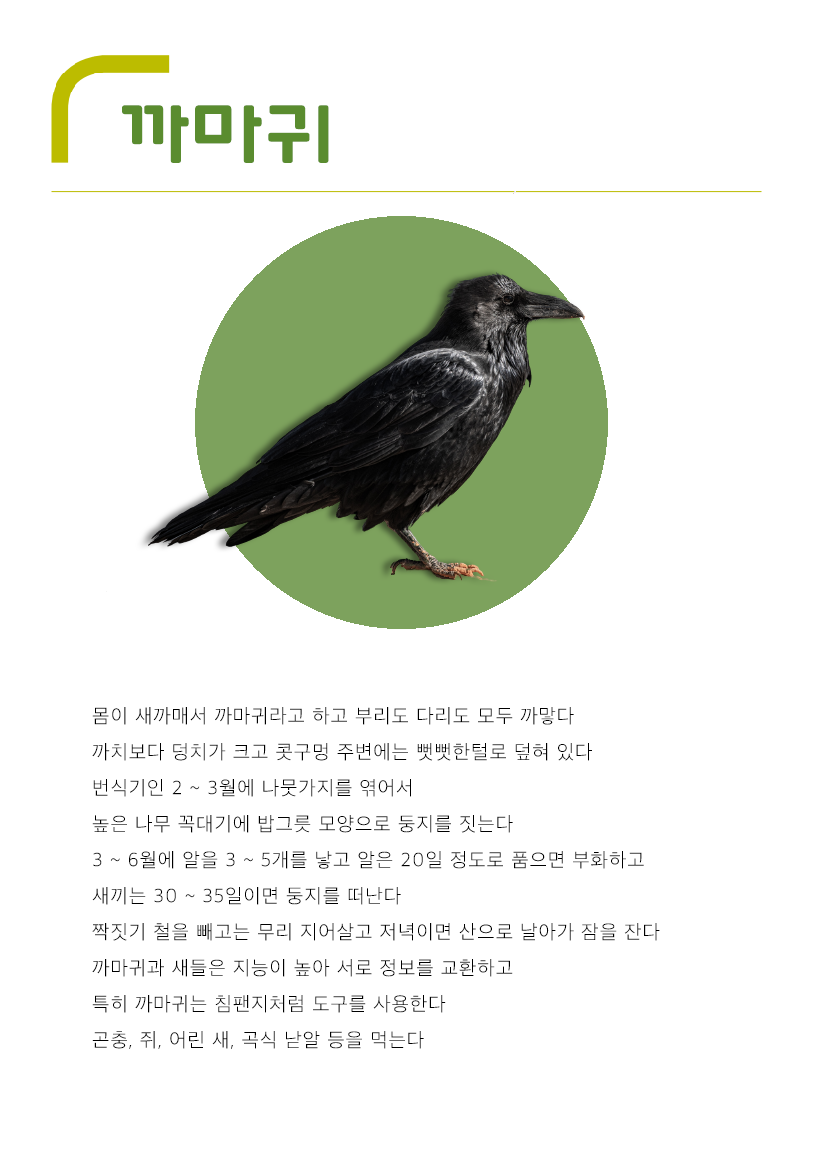 까마귀
몸이 새까매서 까마귀라고 하고 부리도 다리도 모두 까맣다
까치보다 덩치가 크고 콧구멍 주변에는 뻣뻣한털로 덮혀 있다
번식기인 2 ~ 3월에 나뭇가지를 엮어서
높은 나무 꼭대기에 밥그릇 모양으로 둥지를 짓는다
3 ~ 6월에 알을 3 ~ 5개를 낳고 알은 20일 정도로 품으면 부화하고
새끼는 30 ~ 35일이면 둥지를 떠난다
짝짓기 철을 빼고는 무리 지어살고 저녁이면 산으로 날아가 잠을 잔다
까마귀과 새들은 지능이 높아 서로 정보를 교환하고
특히 까마귀는 침팬지처럼 도구를 사용한다
곤충, 쥐, 어린 새, 곡식 낟알 등을 먹는다